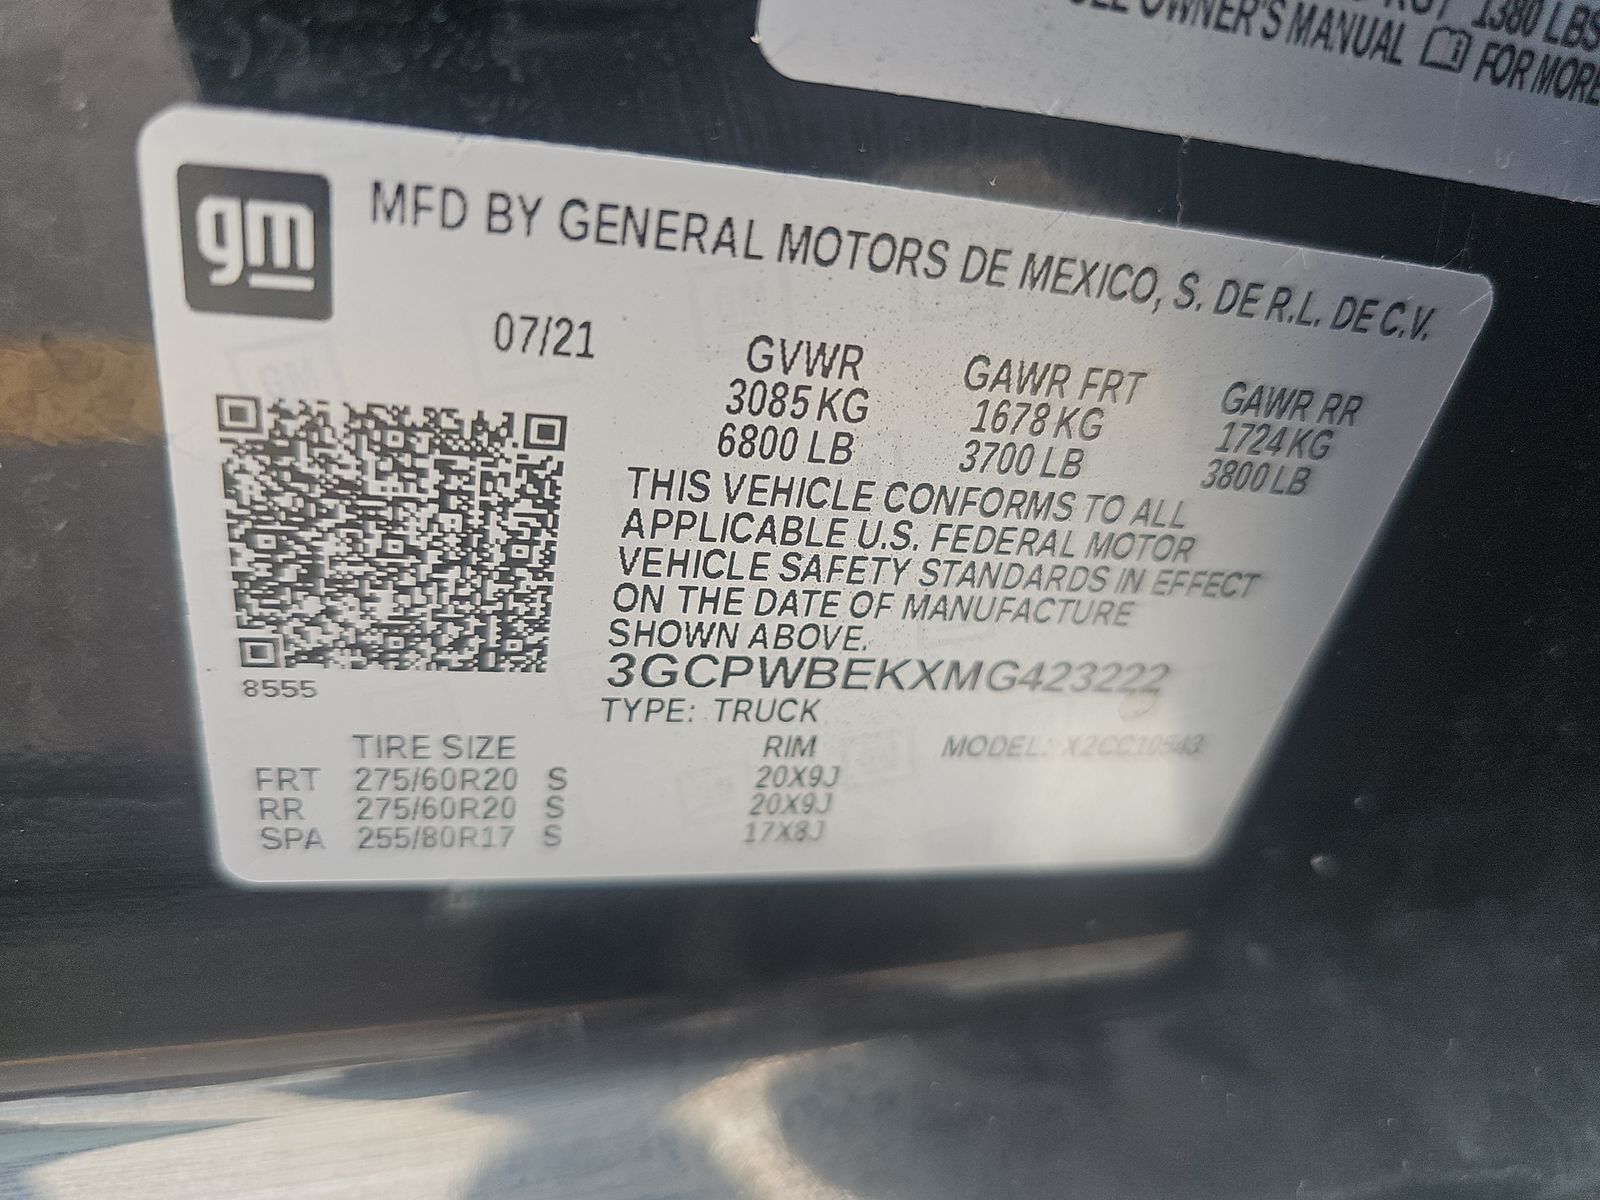 1380 LBS
OWNER'S MANUAL FOR MORE
gm
MFD BY GENERAL MOTORS DE MEXICO, S. DE R.L. DE C.V.
07/21
GVWR GAWR FRT GAWR RR
3085 KG 1678 KG 1724 KG
6800 LB 3700 LB 3800 LB
THIS VEHICLE CONFORMS TO ALL
APPLICABLE U.S. FEDERAL MOTOR
VEHICLE SAFETY STANDARDS IN EFFECT
ON THE DATE OF MANUFACTURE
SHOWN ABOVE.
3GCPWBEKXMG423222
8555
TYPE: TRUCK
TIRE SIZE RIM MODEL:
FRT 275/60R20 S 20X9J
RR 275/60R20 S 20X9J
SPA 255/80R17 S 17X8J